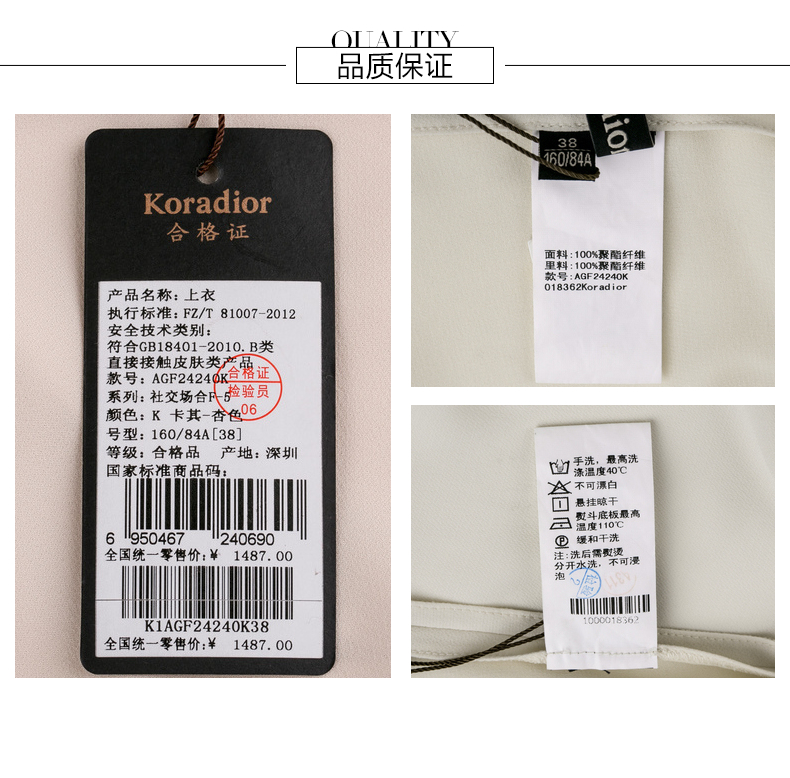 QUALITY
品质保证
Koradior
合格证
产品名称: 上衣
执行标准: FZ/T 81007-2012
安全技术类别:
符合GB18401-2010.B类
直接接触皮肤类产品
款号: AGF24240K
系列: 社交场合F-5
颜色: K 卡其-杏色
号型: 160/84A[38]
等级: 合格品 产地: 深圳
国家标准商品码:
合格证
检验员
06
6 950467 240690
全国统一零售价:¥ 1487.00
K1AGF24240K38
全国统一零售价:¥ 1487.00
38
160/84A
面料:100%聚酯纤维
里料:100%聚酯纤维
款号:AGF24240K
018362Koradior
手洗，最高洗
涤温度40℃
不可漂白
悬挂晾干
熨斗底板最高
温度110℃
缓和干洗
注:洗后需熨烫
分开水洗，不可浸
泡
1000018362